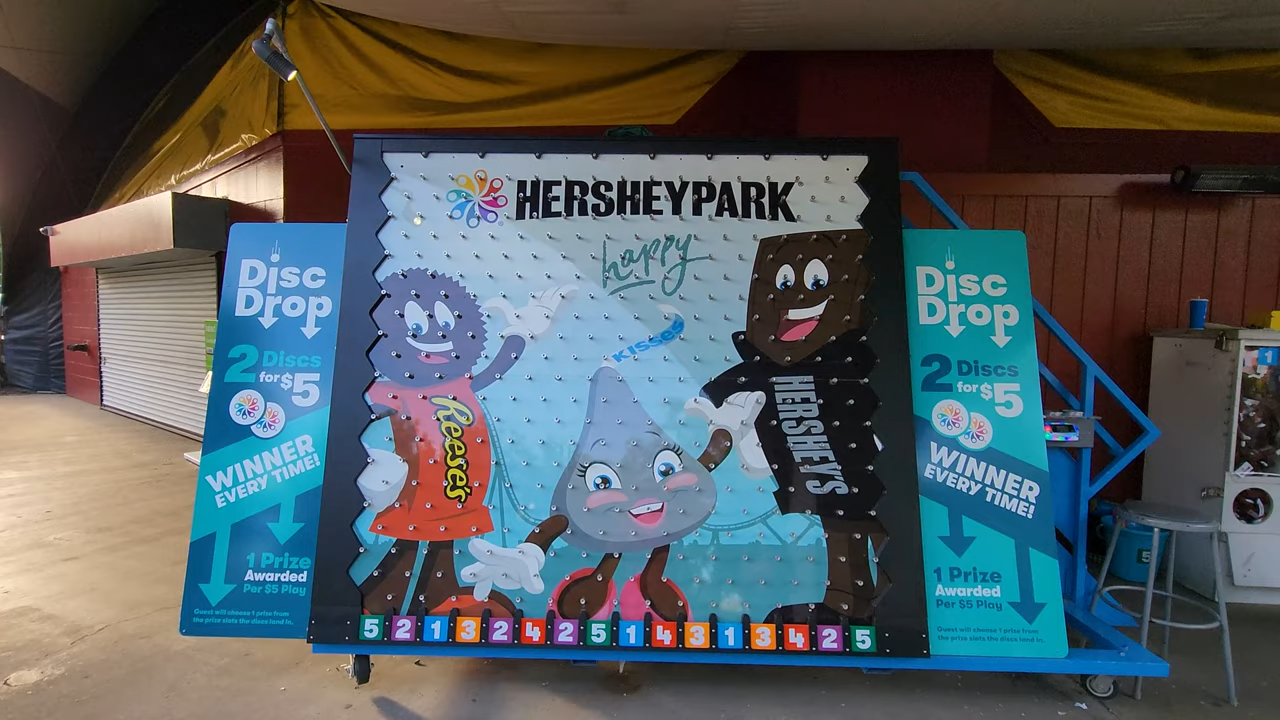 HERSHEYPARK
happy
Disc
Drop
2 Discs
for $5
WINNER
EVERY TIME!
1 Prize
Awarded
Per $5 Play
Guest will choose 1 prize from
the prize slots the discs land in.
Reese's
KISSES
HERSHEY'S
5 2 1 3 2 4 2 5 1 4 3 1 3 4 2 5
Disc
Drop
2 Discs
for $5
WINNER
EVERY TIME!
1 Prize
Awarded
Per $5 Play
Guest will choose 1 prize from
the prize slots the discs land in.
1